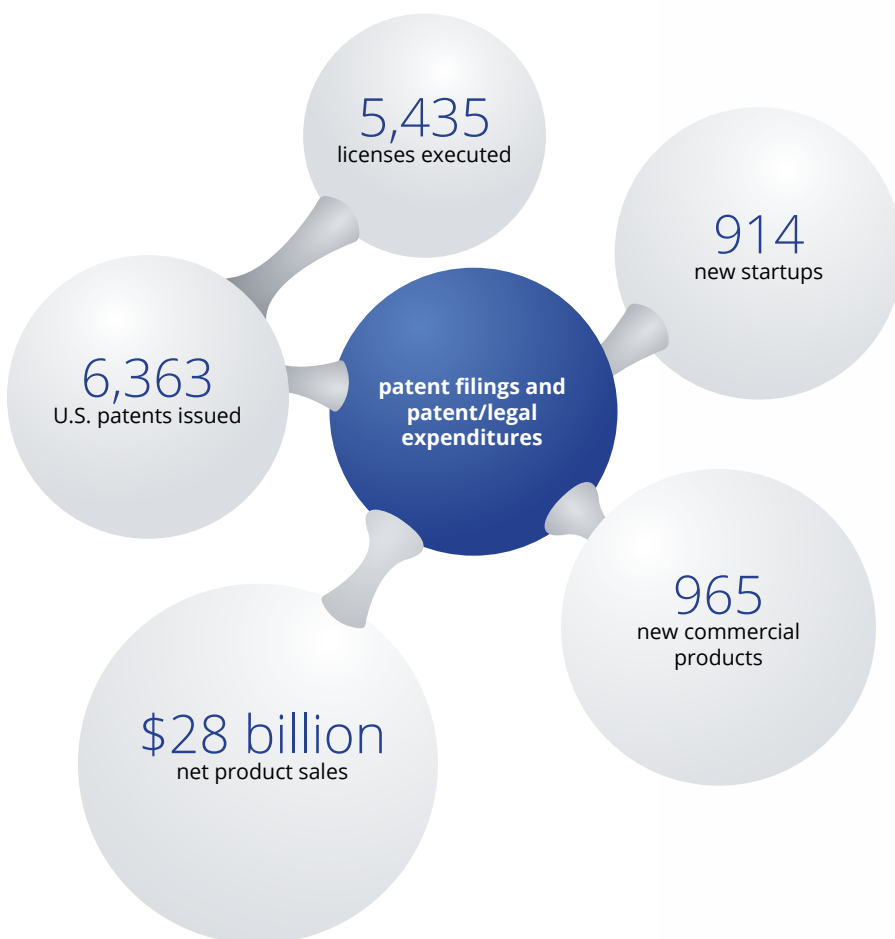 5,435
licenses executed
914
new startups
6,363
U.S. patents issued
patent filings and
patent/legal
expenditures
965
new commercial
products
$28 billion
net product sales